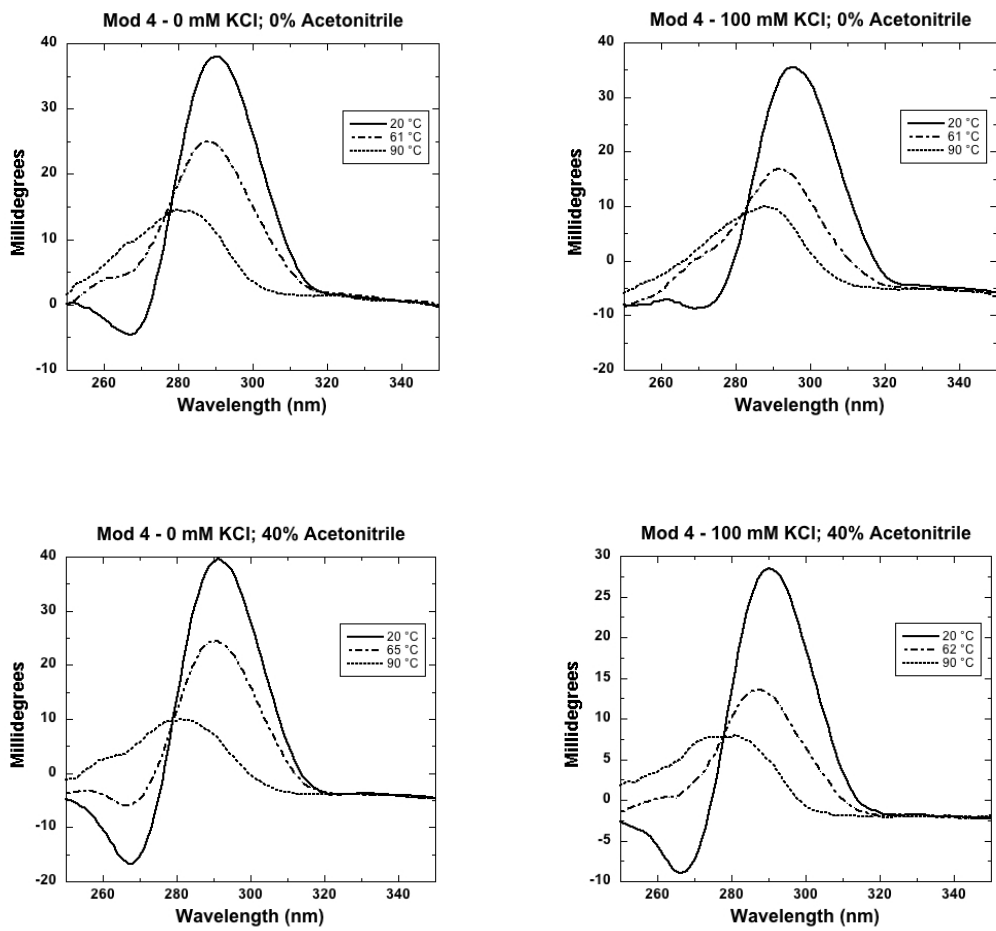 Mod 4 - 0 mM KCl; 0% Acetonitrile
40
30
20
10
0
-10
Millidegrees
20 °C
61 °C
90 °C
260
280
300
320
340
Wavelength (nm)
Mod 4 - 100 mM KCl; 0% Acetonitrile
40
30
20
10
0
-10
-20
Millidegrees
20 °C
61 °C
90 °C
260
280
300
320
340
Wavelength (nm)
Mod 4 - 0 mM KCl; 40% Acetonitrile
40
30
20
10
0
-10
-20
Millidegrees
20 °C
65 °C
90 °C
260
280
300
320
340
Wavelength (nm)
Mod 4 - 100 mM KCl; 40% Acetonitrile
30
25
20
15
10
5
0
-5
-10
Millidegrees
20 °C
62 °C
90 °C
260
280
300
320
340
Wavelength (nm)